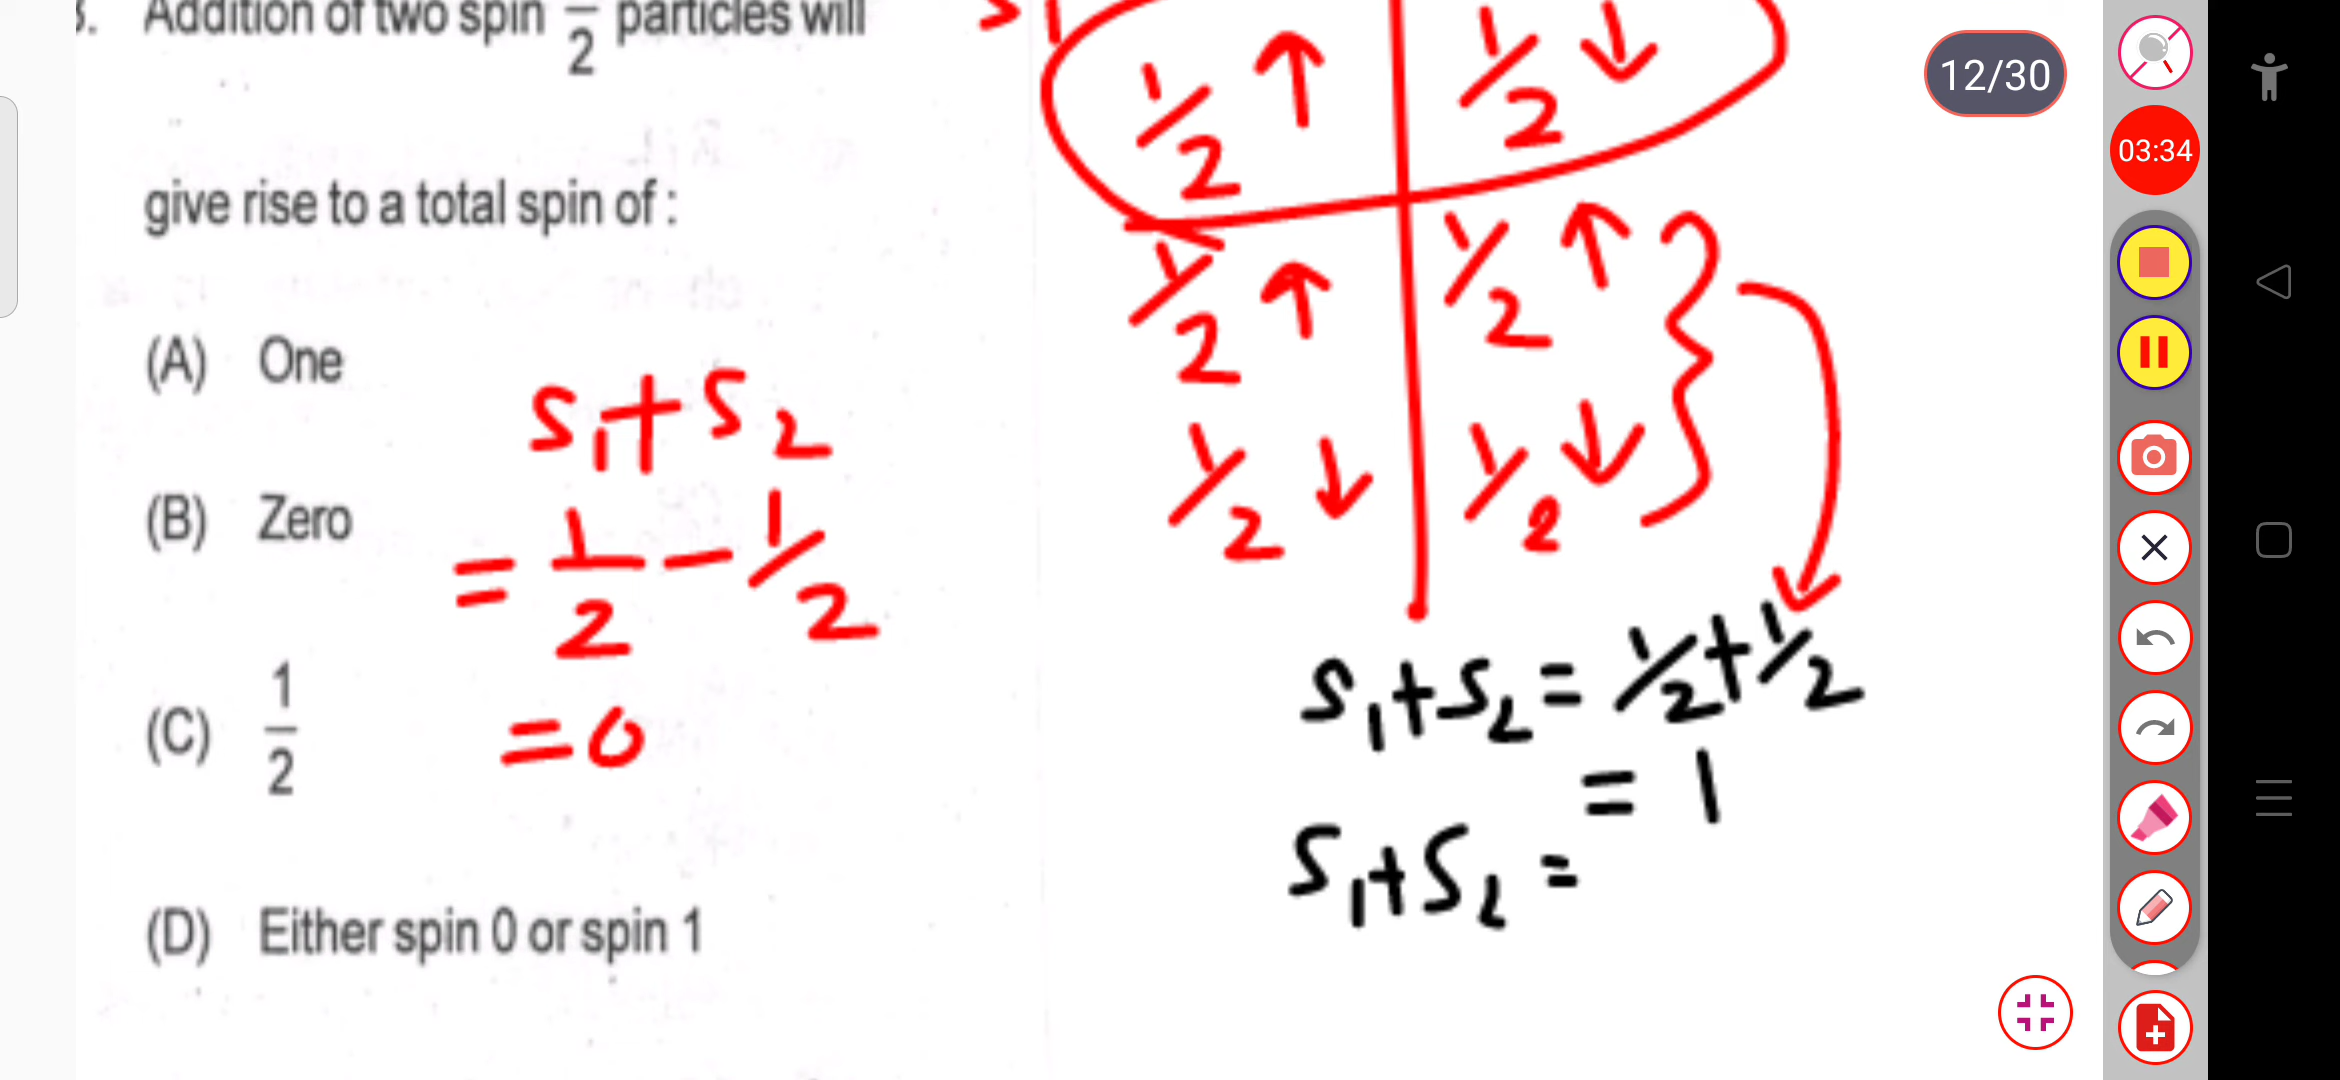 3. Addition of two spin 1/2 particles will
give rise to a total spin of :
(A) One
(B) Zero
(C) 1/2
(D) Either spin 0 or spin 1
S₁+S₂
= 1/2 - 1/2
= 0
1/2 ↑ 1/2 ↓
1/2 ↑ 1/2 ↑
1/2 ↓ 1/2 ↓
S₁+S₂ = 1/2 + 1/2
= 1
S₁+S₂ =
12/30
03:34